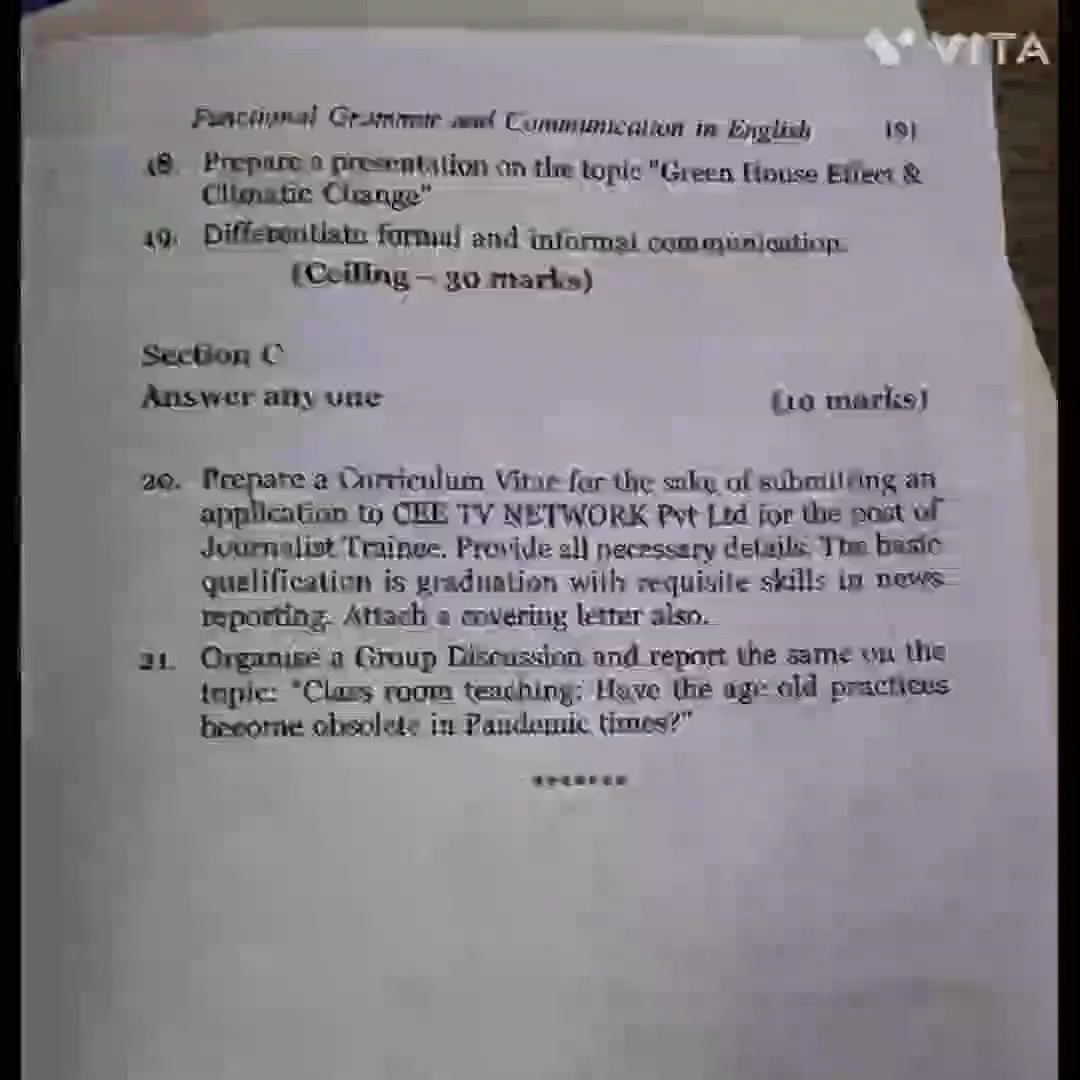 VITA
Functional Grammar and Communication in English 191
18. Prepare a presentation on the topic "Green House Effect &
Climatic Change"
19. Differentiate formal and informal communication.
(Ceiling – 30 marks)
Section C
Answer any one (10 marks)
20. Prepare a Curriculum Vitae for the sake of submitting an
application to CEE TV NETWORK Pvt Ltd for the post of
Journalist Trainee. Provide all necessary details. The basic
qualification is graduation with requisite skills in news
reporting. Attach a covering letter also.
21. Organise a Group Discussion and report the same on the
topic: "Class room teaching: Have the age old practices
become obsolete in Pandemic times?"
*******